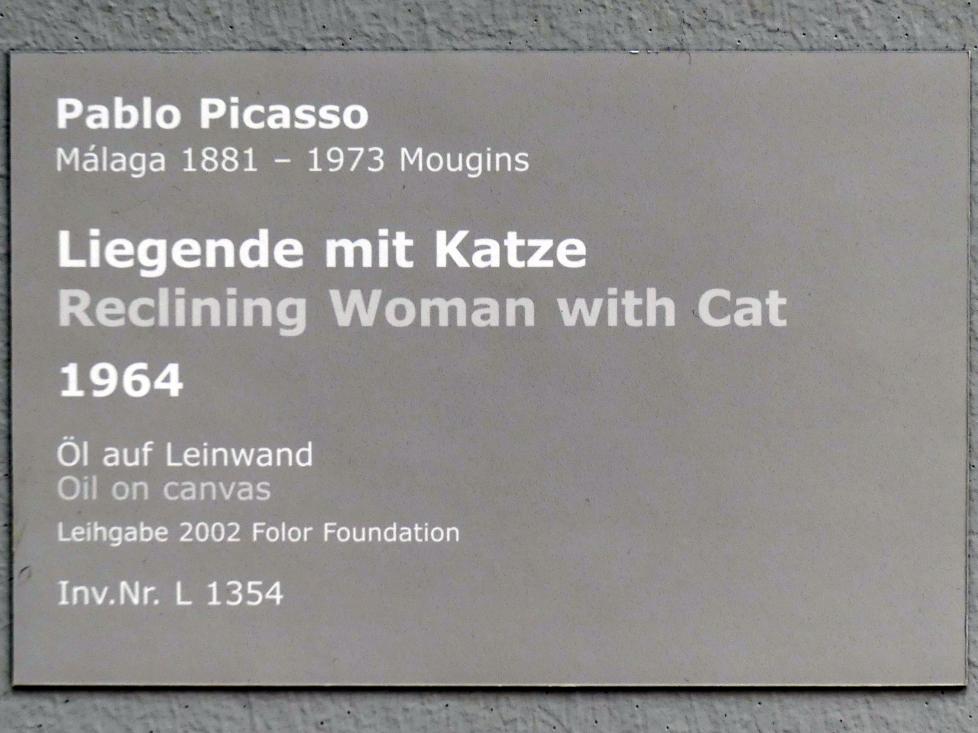 Pablo Picasso
Málaga 1881 – 1973 Mougins
Liegende mit Katze
Reclining Woman with Cat
1964
Öl auf Leinwand
Oil on canvas
Leihgabe 2002 Folor Foundation
Inv.Nr. L 1354